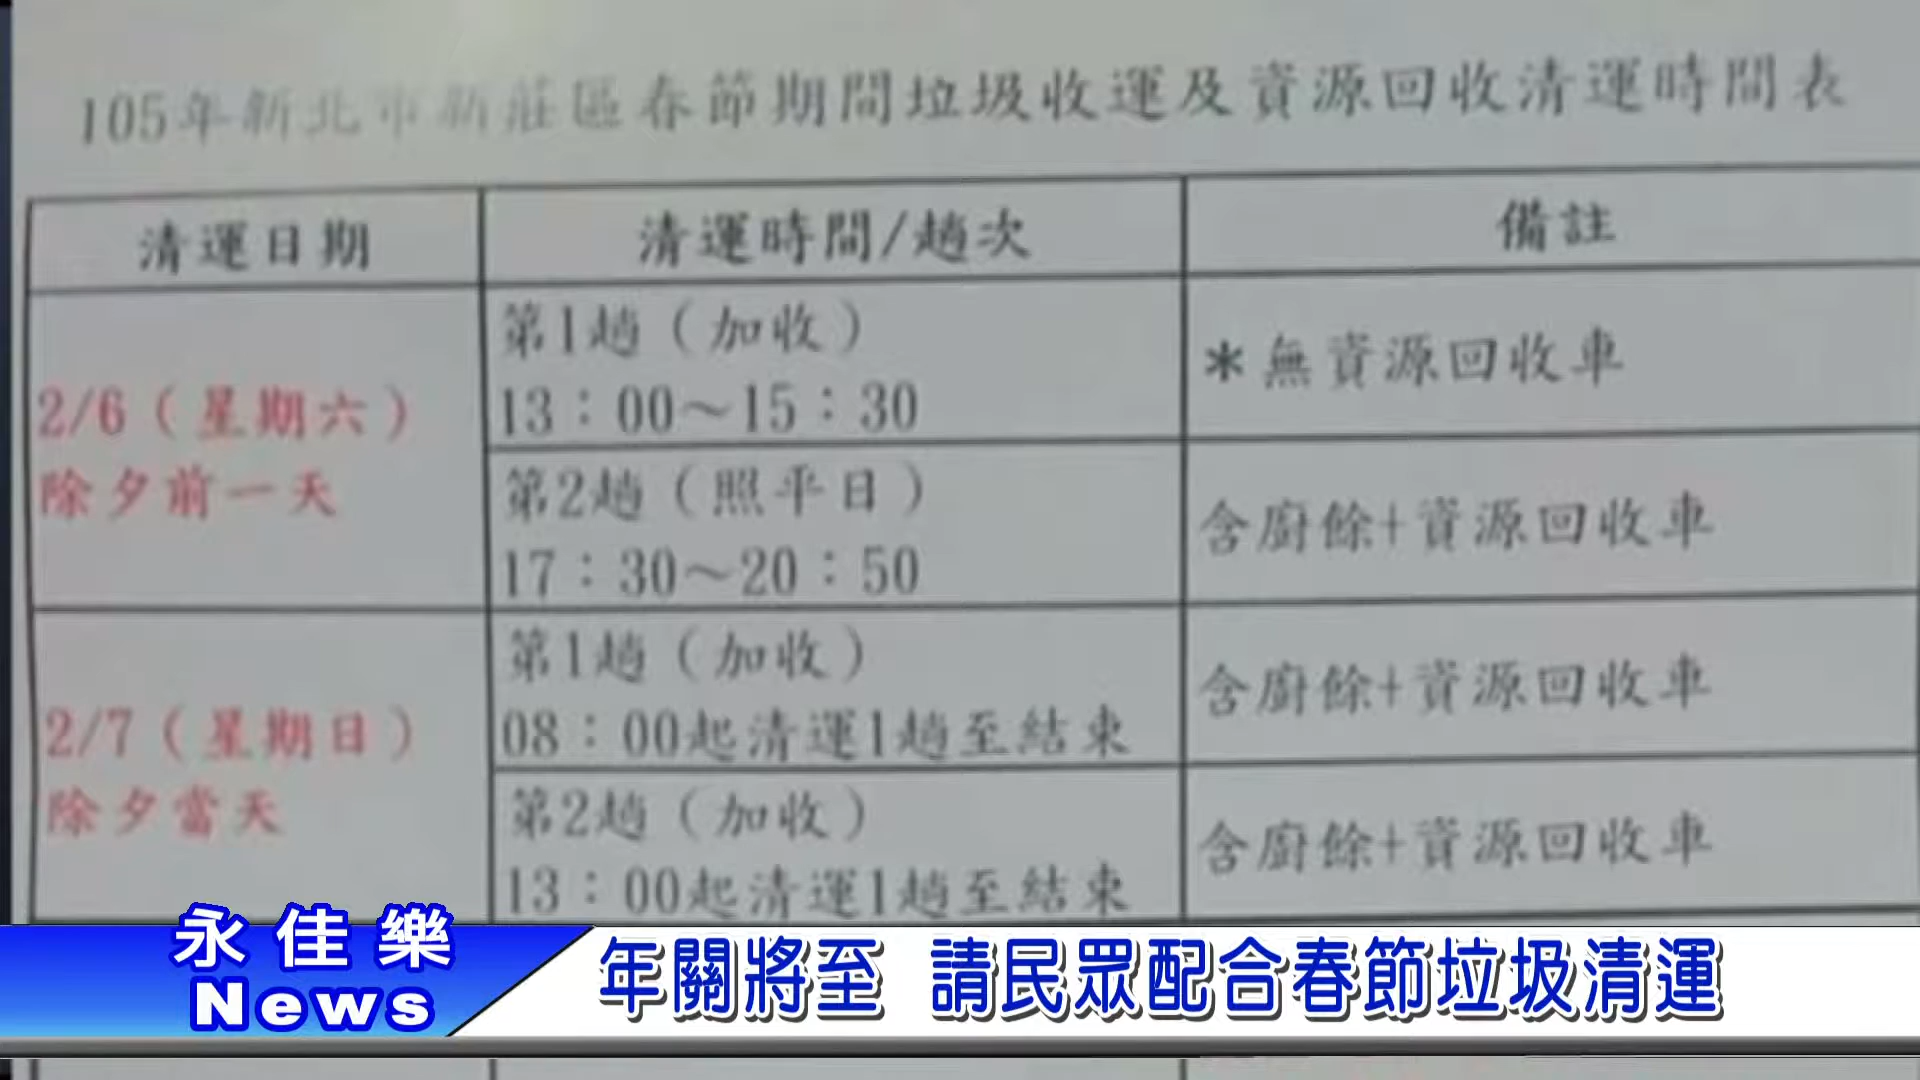 105年新北市新莊區春節期間垃圾收運及資源回收清運時間表
清運日期
清運時間/趟次
備註
2/6（星期六）
除夕前一天
第1趟（加收）
13：00～15：30
＊無資源回收車
第2趟（照平日）
17：30～20：50
含廚餘+資源回收車
2/7（星期日）
除夕當天
第1趟（加收）
08：00起清運1趟至結束
含廚餘+資源回收車
第2趟（加收）
13：00起清運1趟至結束
含廚餘+資源回收車
永佳樂
News
年關將至 請民眾配合春節垃圾清運